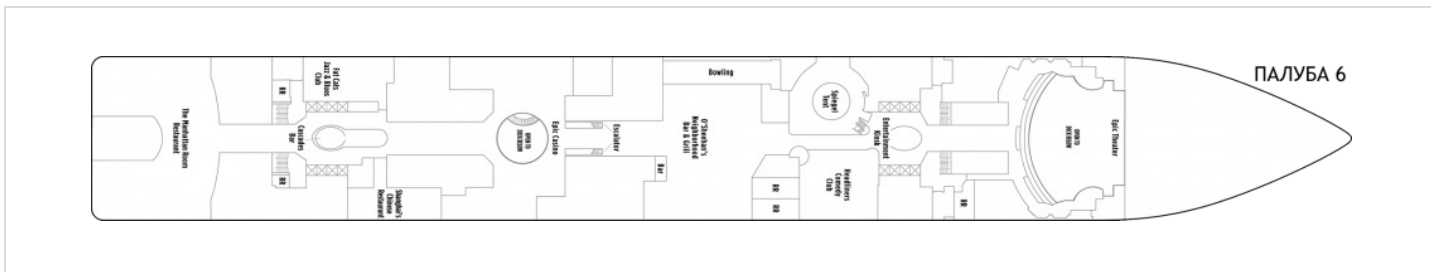 ПАЛУБА 6
The Manhattan Room
Restaurant
RR
RR
Fat Cats
Jazz & Blues
Club
Cascades
Bar
Shanghai's
Chinese
Restaurant
OPEN TO
DECK BELOW
Epic Casino
Escalator
Bar
O'Sheehan's
Neighborhood
Bar & Grill
Bowling
RR
RR
Spiegel
Tent
Headliners
Comedy
Club
Entertainment
Kiosk
RR
OPEN TO
DECK BELOW
Epic Theater